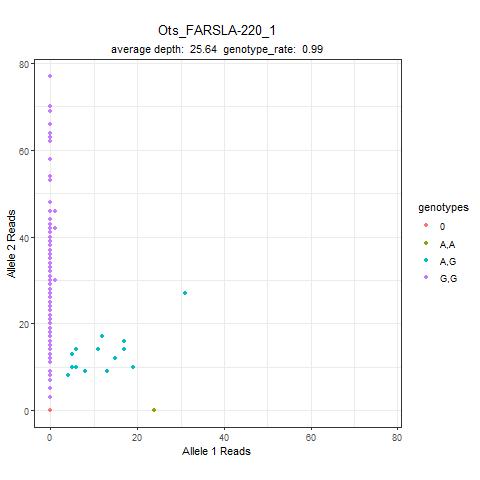 Ots_FARSLA-220_1
average depth: 25.64 genotype_rate: 0.99
80
60
40
20
0
Allele 2 Reads
0 20 40 60 80
Allele 1 Reads
genotypes
0
A,A
A,G
G,G